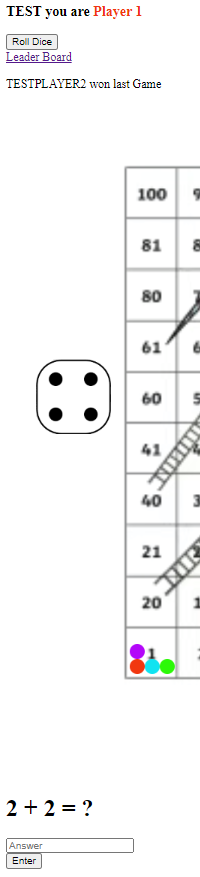 TEST you are Player 1
Roll Dice
Leader Board
TESTPLAYER2 won last Game
100
81
80
61
60
41
40
21
20
1
2 + 2 = ?
Answer
Enter